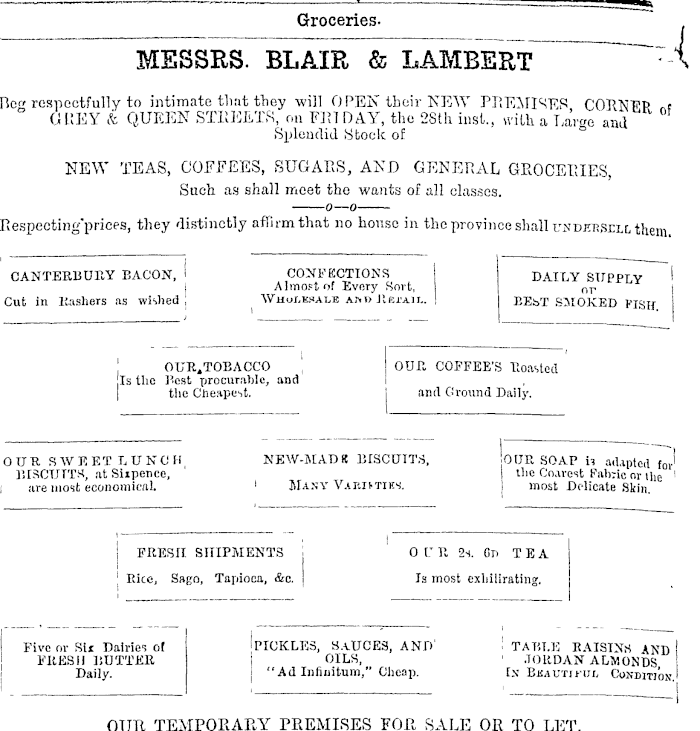 Groceries.
MESSRS. BLAIR & LAMBERT
Beg respectfully to intimate that they will OPEN their NEW PREMISES, CORNER of
GREY & QUEEN STREETS, on FRIDAY, the 28th inst., with a Large and
Splendid Stock of
NEW TEAS, COFFEES, SUGARS, AND GENERAL GROCERIES,
Such as shall meet the wants of all classes.
—o—o—
Respecting prices, they distinctly affirm that no house in the province shall UNDERSELL them.
CANTERBURY BACON,
Cut in Rashers as wished
CONFECTIONS
Almost of Every Sort,
WHOLESALE AND RETAIL.
DAILY SUPPLY
OF
BEST SMOKED FISH.
OUR TOBACCO
Is the Best procurable, and
the Cheapest.
OUR COFFEE'S Roasted
and Ground Daily.
OUR SWEET LUNCH
BISCUITS, at Sixpence,
are most economical.
NEW-MADE BISCUITS,
MANY VARIETIES.
OUR SOAP is adapted for
the Coarest Fabric or the
most Delicate Skin.
FRESH SHIPMENTS
Rice, Sago, Tapioca, &c.
OUR 2s. 6D TEA
Is most exhilirating.
Five or Six Dairies of
FRESH BUTTER
Daily.
PICKLES, SAUCES, AND
OILS,
"Ad Infinitum," Cheap.
TABLE RAISINS AND
JORDAN ALMONDS,
IN BEAUTIFUL CONDITION.
OUR TEMPORARY PREMISES FOR SALE OR TO LET.